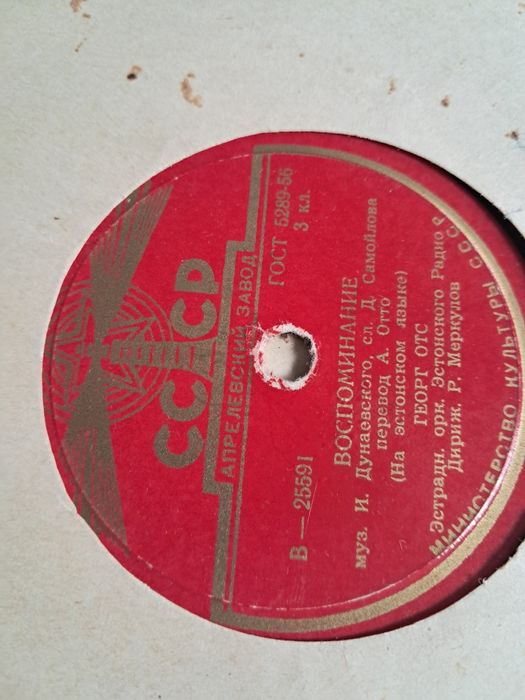 СССР
АПРЕЛЕВСКИЙ ЗАВОД
ГОСТ 5289-56
3 кл.
В—25591
ВОСПОМИНАНИЕ
муз. И. Дунаевского, сл. Д. Самойлова
перевод А. Отто
(На эстонском языке)
ГЕОРГ ОТС
Эстрадн. орк. Эстонского Радио
Дириж. Р. Меркулов
МИНИСТЕРСТВО КУЛЬТУРЫ СССР